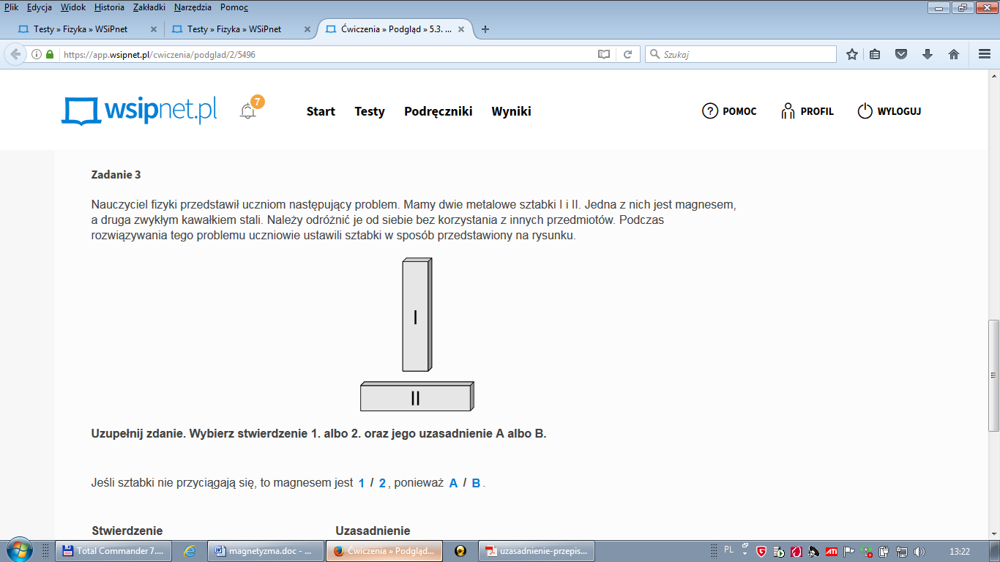 Plik Edycja Widok Historia Zakładki Narzędzia Pomoc
Testy » Fizyka » WSiPnet
Testy » Fizyka » WSiPnet
Ćwiczenia » Podgląd » 5.3. ...
https://app.wsipnet.pl/cwiczenia/podglad/2/5496
Szukaj
wsipnet.pl
7
Start Testy Podręczniki Wyniki
POMOC PROFIL WYLOGUJ
Zadanie 3
Nauczyciel fizyki przedstawił uczniom następujący problem. Mamy dwie metalowe sztabki I i II. Jedna z nich jest magnesem,
a druga zwykłym kawałkiem stali. Należy odróżnić je od siebie bez korzystania z innych przedmiotów. Podczas
rozwiązywania tego problemu uczniowie ustawili sztabki w sposób przedstawiony na rysunku.
I
II
Uzupełnij zdanie. Wybierz stwierdzenie 1. albo 2. oraz jego uzasadnienie A albo B.
Jeśli sztabki nie przyciągają się, to magnesem jest 1 / 2, ponieważ A / B.
Stwierdzenie Uzasadnienie
Total Commander 7....
magnetyzma.doc - ...
Ćwiczenia » Podgląd...
uzasadnienie-przepis...
PL
ATI
13:22